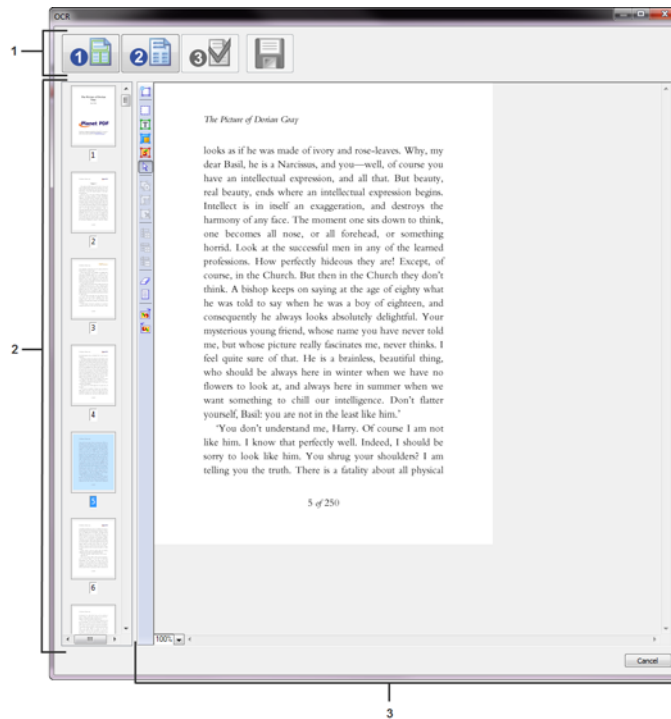 OCR
1
1
2
3
Planet PDF
1
2
3
4
5
6
2
The Picture of Dorian Gray
looks as if he was made of ivory and rose-leaves. Why, my
dear Basil, he is a Narcissus, and you—well, of course you
have an intellectual expression, and all that. But beauty,
real beauty, ends where an intellectual expression begins.
Intellect is in itself an exaggeration, and destroys the
harmony of any face. The moment one sits down to think,
one becomes all nose, or all forehead, or something
horrid. Look at the successful men in any of the learned
professions. How perfectly hideous they are! Except, of
course, in the Church. But then in the Church they don't
think. A bishop keeps on saying at the age of eighty what
he was told to say when he was a boy of eighteen, and
consequently he always looks absolutely delightful. Your
mysterious young friend, whose name you have never told
me, but whose picture really fascinates me, never thinks. I
feel quite sure of that. He is a brainless, beautiful thing,
who should be always here in winter when we have no
flowers to look at, and always here in summer when we
want something to chill our intelligence. Don't flatter
yourself, Basil: you are not in the least like him.'
'You don't understand me, Harry. Of course I am not
like him. I know that perfectly well. Indeed, I should be
sorry to look like him. You shrug your shoulders? I am
telling you the truth. There is a fatality about all physical
5 of 250
100%
Cancel
3